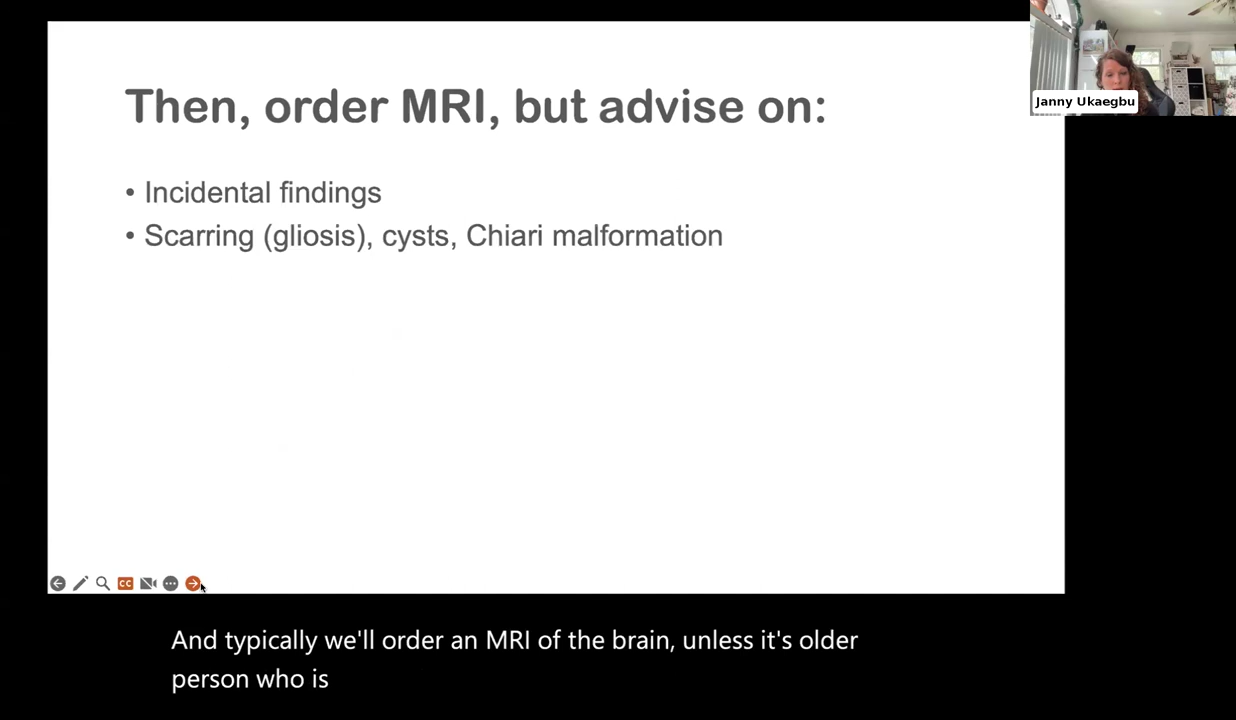 Then, order MRI, but advise on:
Janny Ukaegbu
• Incidental findings
• Scarring (gliosis), cysts, Chiari malformation
CC
And typically we'll order an MRI of the brain, unless it's older
person who is